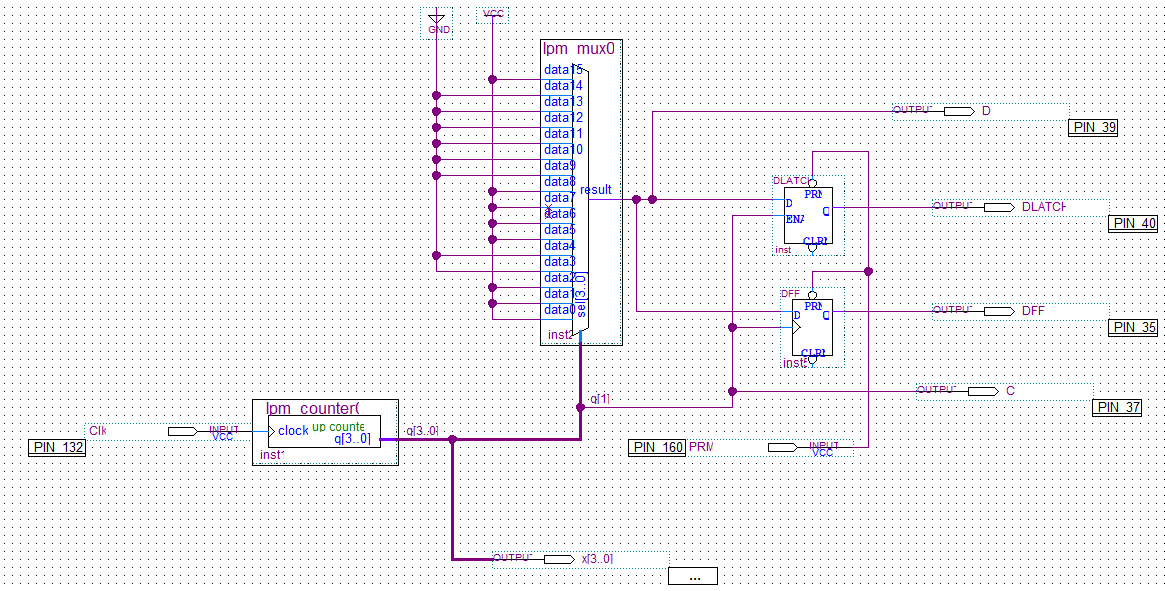 GND
VCC
lpm_mux0
data15
data14
data13
data12
data11
data10
data9
data8
data7
data6
data5
data4
data3
data2
data1
data0
sel[3..0]
result
inst2
OUTPUT
D
PIN_39
DLATCH
PRN
D
Q
ENA
CLRN
inst
OUTPUT
DLATCH
PIN_40
DFF
PRN
D
Q
CLRN
inst5
OUTPUT
DFF
PIN_35
q[1]
OUTPUT
C
PIN_37
lpm_counter0
up counter
clock
q[3..0]
inst1
q[3..0]
Clk
INPUT
VCC
PIN_132
PIN_160
PRN
INPUT
VCC
OUTPUT
x[3..0]
...